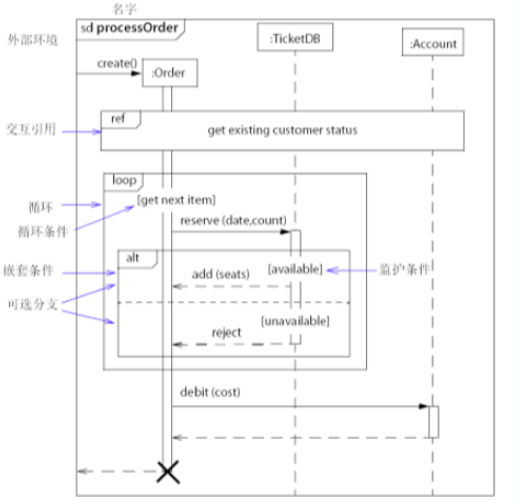 名字
sd processOrder
外部环境
:TicketDB
:Account
create()
:Order
ref
交互引用
get existing customer status
loop
循环
[get next item]
循环条件
reserve (date,count)
alt
嵌套条件
[available]
监护条件
add (seats)
可选分支
[unavailable]
reject
debit (cost)